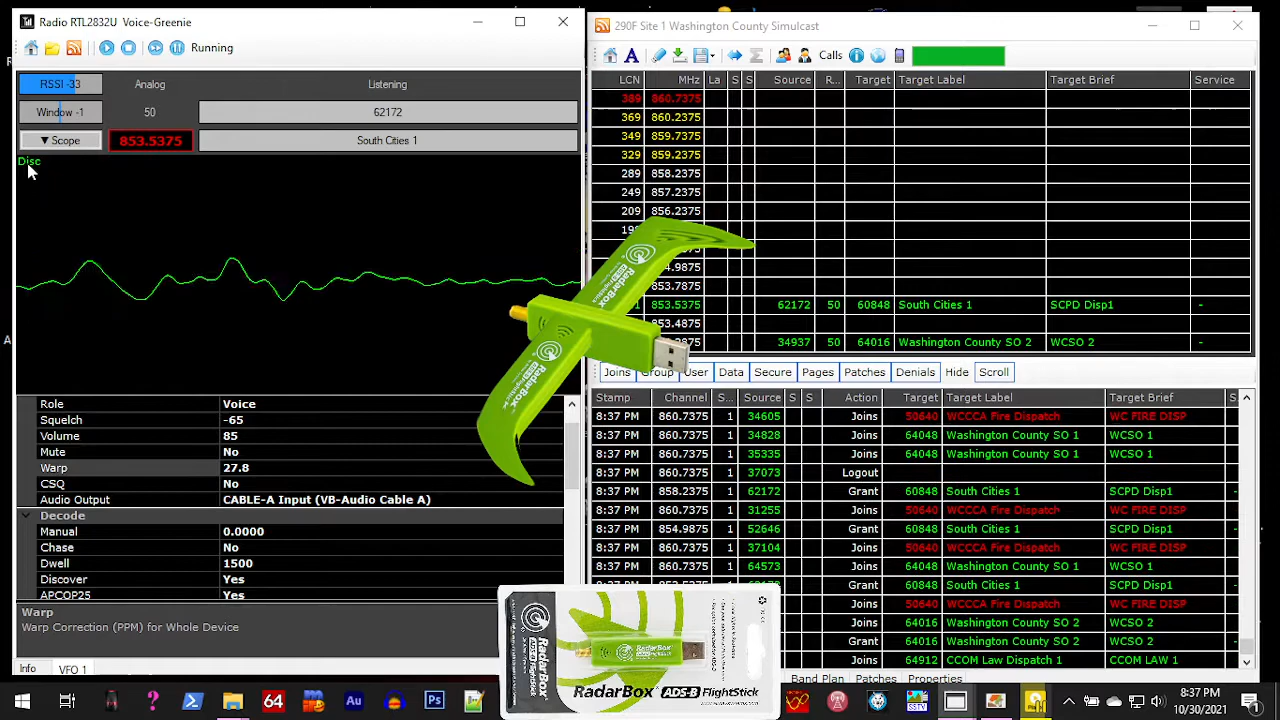 Radio RTL2832U Voice-Greenie
Running
RSSI -33 Analog Listening
Window -1 50 62172
▼ Scope 853.5375 South Cities 1
Disc
Role Voice
Squelch -65
Volume 85
Mute No
Warp 27.8
CSQ No
Audio Output CABLE-A Input (VB-Audio Cable A)
Decode
Manual 0.0000
Chase No
Dwell 1500
Discover Yes
APCOP25 Yes
Warp
Warp Correction (PPM) for Whole Device
Info VFO 1
290F Site 1 Washington County Simulcast
Calls
LCN MHz La S S Source R... Target Target Label Target Brief Service
389 860.7375
369 860.2375
349 859.7375
329 859.2375
289 858.2375
249 857.2375
209 856.2375
853.5375 62172 50 60848 South Cities 1 SCPD Disp1 -
853.4875
34937 50 64016 Washington County SO 2 WCSO 2 -
Joins Group User Data Secure Pages Patches Denials Hide Scroll
Stamp Channel S... Source S S Action Target Target Label Target Brief S
8:37 PM 860.7375 1 34605 Joins 50640 WCCCA Fire Dispatch WC FIRE DISP
8:37 PM 860.7375 1 34828 Joins 64048 Washington County SO 1 WCSO 1
8:37 PM 860.7375 1 35335 Joins 64048 Washington County SO 1 WCSO 1
8:37 PM 860.7375 1 37073 Logout
8:37 PM 858.2375 1 62172 Grant 60848 South Cities 1 SCPD Disp1 -
8:37 PM 860.7375 1 31255 Joins 50640 WCCCA Fire Dispatch WC FIRE DISP
8:37 PM 854.9875 1 52646 Grant 60848 South Cities 1 SCPD Disp1 -
8:37 PM 860.7375 1 37104 Joins 50640 WCCCA Fire Dispatch WC FIRE DISP
8:37 PM 860.7375 1 64573 Joins 64048 Washington County SO 1 WCSO 1
Grant 60848 South Cities 1 SCPD Disp1 -
Joins 50640 WCCCA Fire Dispatch WC FIRE DISP
Joins 64016 Washington County SO 2 WCSO 2
Grant 64016 Washington County SO 2 WCSO 2 -
Joins 64912 CCOM Law Dispatch 1 CCOM LAW 1
Band Plan Patches Properties
RadarBox
RadarBox
RadarBox
RadarBox ADS-B FlightStick
64
Au
Ps
SSTV
8:37 PM
10/30/2021